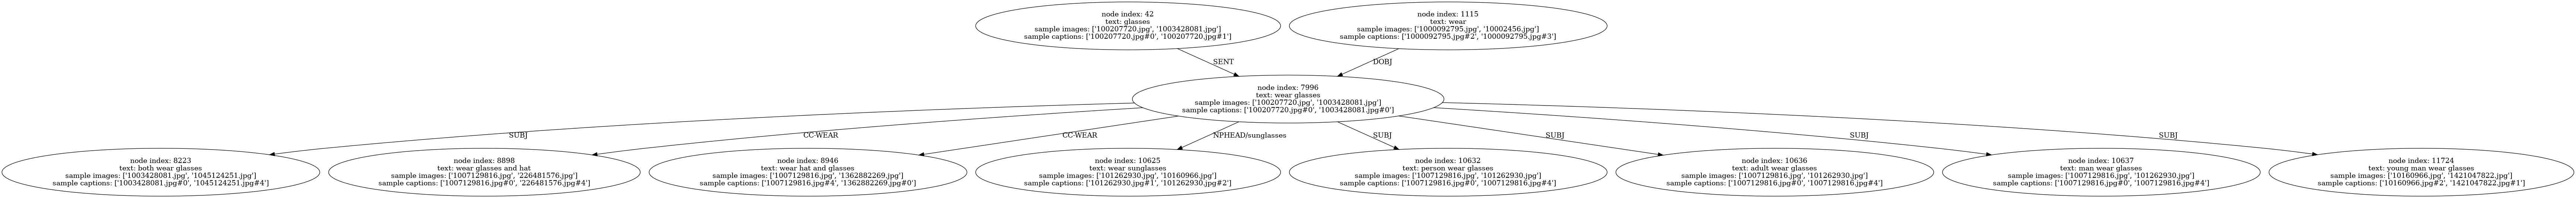 node index: 42
text: glasses
sample images: ['100207720.jpg', '1003428081.jpg']
sample captions: ['100207720.jpg#0', '100207720.jpg#1']
node index: 1115
text: wear
sample images: ['1000092795.jpg', '10002456.jpg']
sample captions: ['1000092795.jpg#2', '1000092795.jpg#3']
SENT
DOBJ
node index: 7996
text: wear glasses
sample images: ['100207720.jpg', '1003428081.jpg']
sample captions: ['100207720.jpg#0', '1003428081.jpg#0']
SUBJ
CC-WEAR
CC-WEAR
NPHEAD/sunglasses
SUBJ
SUBJ
SUBJ
SUBJ
node index: 8223
text: both wear glasses
sample images: ['1003428081.jpg', '1045124251.jpg']
sample captions: ['1003428081.jpg#0', '1045124251.jpg#4']
node index: 8898
text: wear glasses and hat
sample images: ['1007129816.jpg', '226481576.jpg']
sample captions: ['1007129816.jpg#0', '226481576.jpg#4']
node index: 8946
text: wear hat and glasses
sample images: ['1007129816.jpg', '1362882269.jpg']
sample captions: ['1007129816.jpg#4', '1362882269.jpg#0']
node index: 10625
text: wear sunglasses
sample images: ['101262930.jpg', '10160966.jpg']
sample captions: ['101262930.jpg#1', '101262930.jpg#2']
node index: 10632
text: person wear glasses
sample images: ['1007129816.jpg', '101262930.jpg']
sample captions: ['1007129816.jpg#0', '1007129816.jpg#4']
node index: 10636
text: adult wear glasses
sample images: ['1007129816.jpg', '101262930.jpg']
sample captions: ['1007129816.jpg#0', '1007129816.jpg#4']
node index: 10637
text: man wear glasses
sample images: ['1007129816.jpg', '101262930.jpg']
sample captions: ['1007129816.jpg#0', '1007129816.jpg#4']
node index: 11724
text: young man wear glasses
sample images: ['10160966.jpg', '1421047822.jpg']
sample captions: ['10160966.jpg#2', '1421047822.jpg#1']